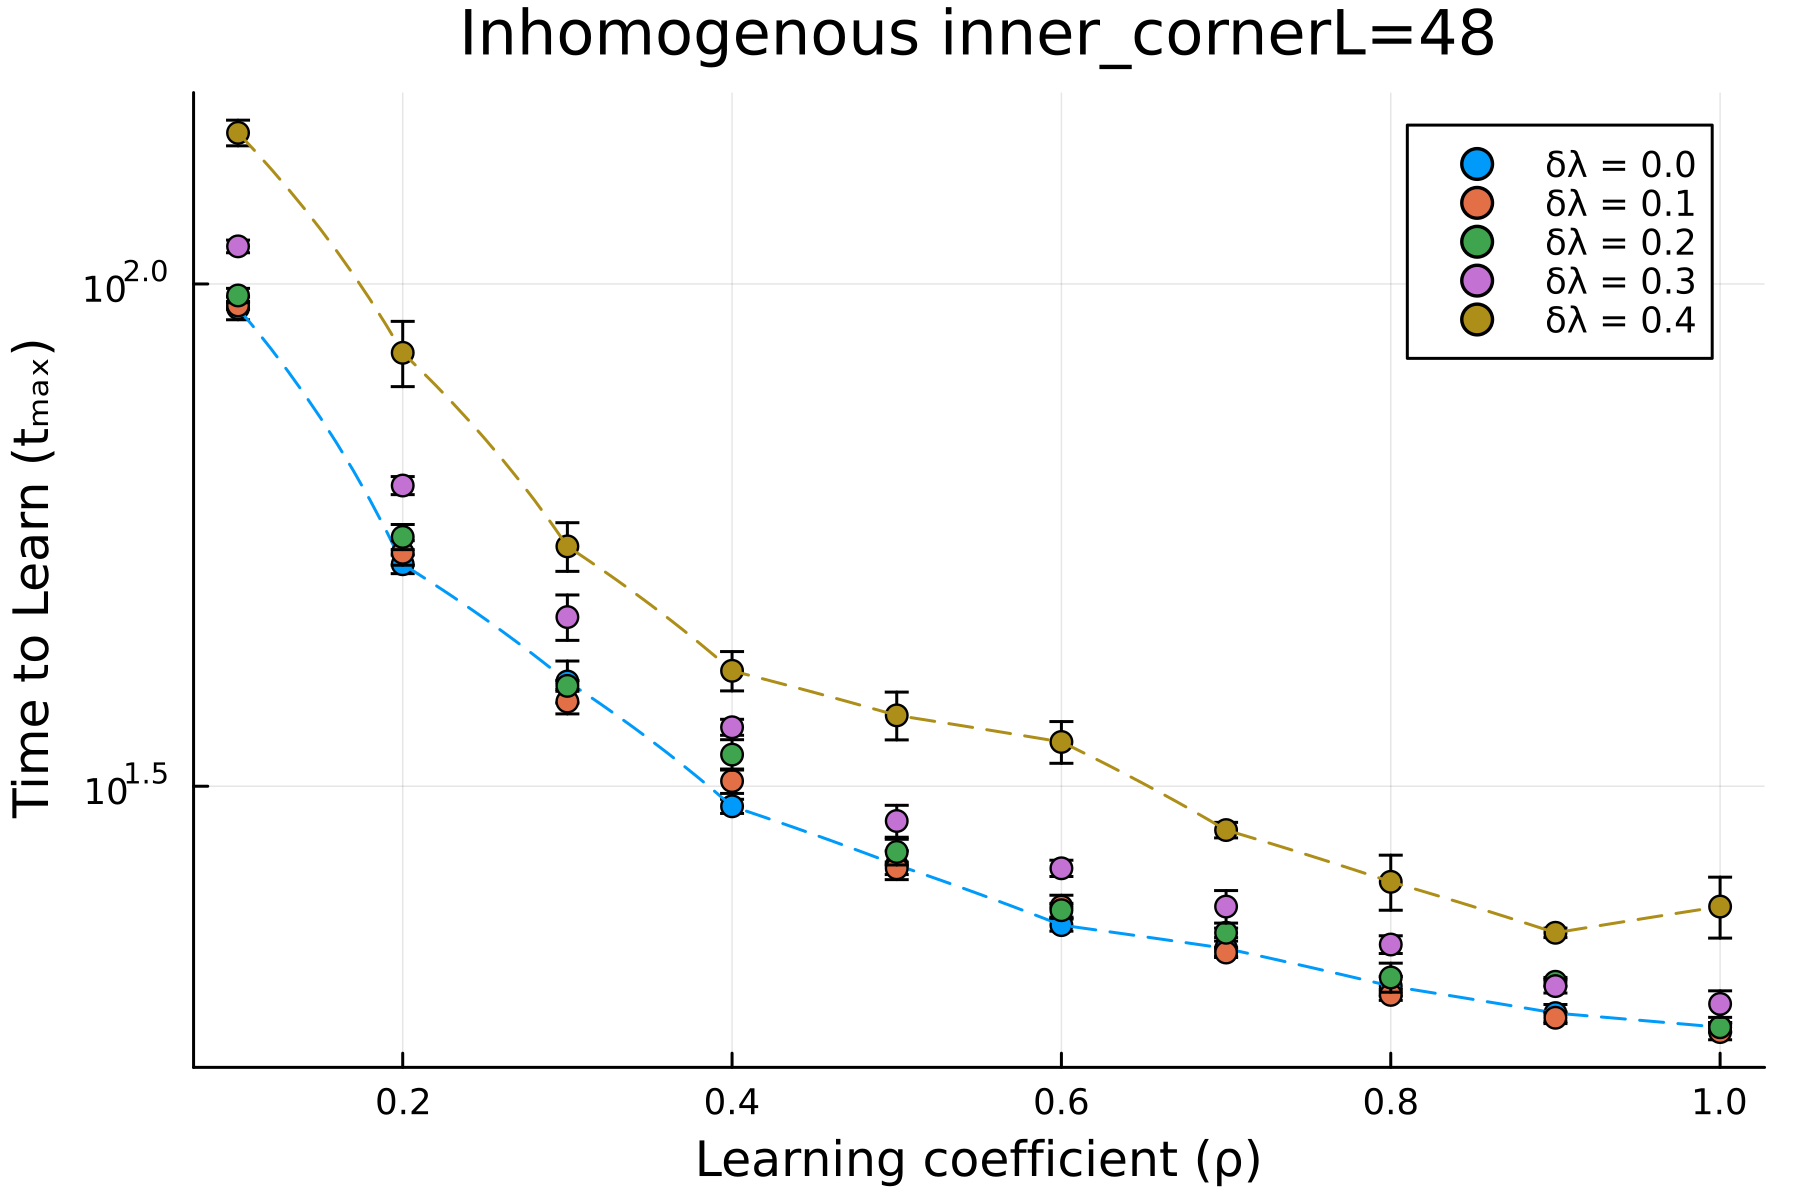 Inhomogenous inner_cornerL=48
δλ = 0.0
δλ = 0.1
δλ = 0.2
δλ = 0.3
δλ = 0.4
10^2.0
10^1.5
Time to Learn (tₘₐₓ)
0.2 0.4 0.6 0.8 1.0
Learning coefficient (ρ)